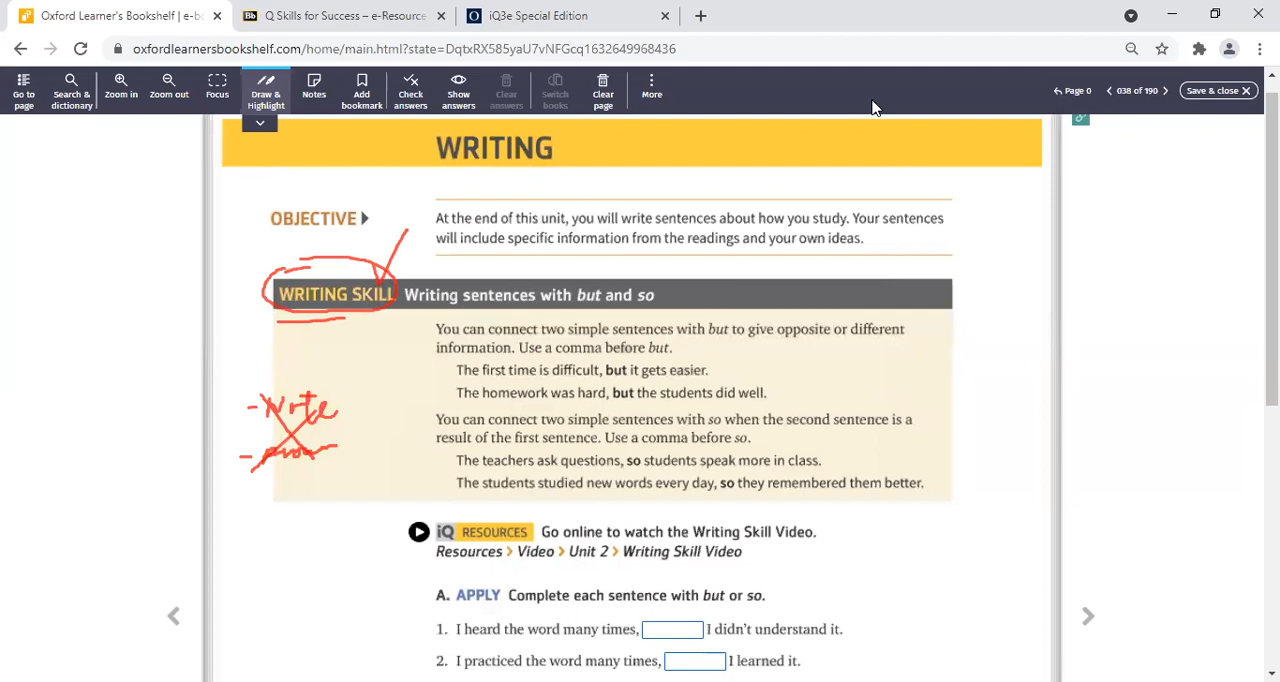 Oxford Learner's Bookshelf | e-bo
Q Skills for Success – e-Resource
iQ3e Special Edition
oxfordlearnersbookshelf.com/home/main.html?state=DqtxRX585yaU7vNFGcq1632649968436
Go to page
Search & dictionary
Zoom in
Zoom out
Focus
Draw & Highlight
Notes
Add bookmark
Check answers
Show answers
Clear answers
Switch books
Clear page
More
Page 0
038 of 190
Save & close X
WRITING
OBJECTIVE
At the end of this unit, you will write sentences about how you study. Your sentences
will include specific information from the readings and your own ideas.
WRITING SKILL Writing sentences with but and so
You can connect two simple sentences with but to give opposite or different
information. Use a comma before but.
The first time is difficult, but it gets easier.
The homework was hard, but the students did well.
- Write
You can connect two simple sentences with so when the second sentence is a
result of the first sentence. Use a comma before so.
The teachers ask questions, so students speak more in class.
The students studied new words every day, so they remembered them better.
iQ RESOURCES Go online to watch the Writing Skill Video.
Resources > Video > Unit 2 > Writing Skill Video
A. APPLY Complete each sentence with but or so.
1. I heard the word many times, I didn't understand it.
2. I practiced the word many times, I learned it.